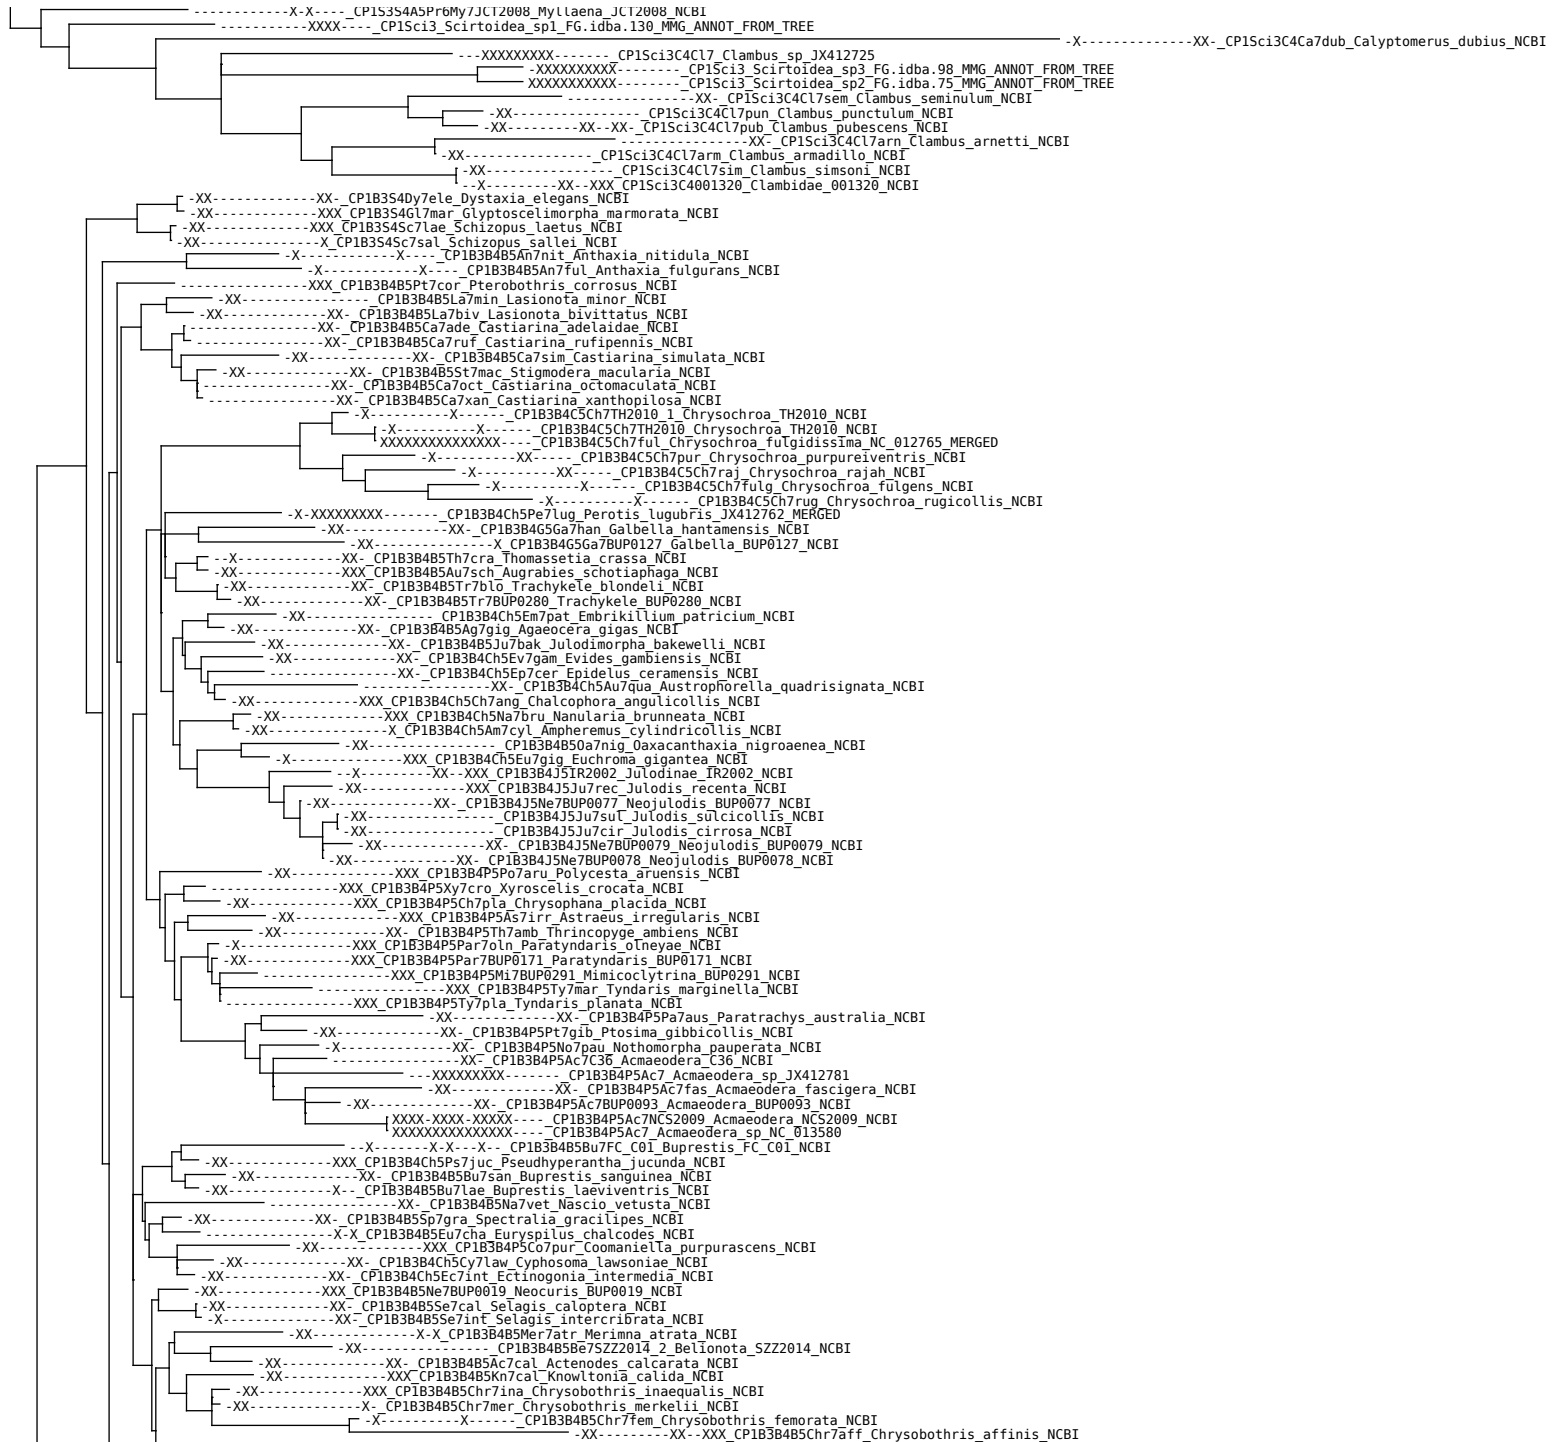 ------------X-X----_CP1S3S4A5Pr6My7JCT2008_Myllaena_JCT2008_NCBI
-----------XXXX----_CP1Sci3_Scirtoidea_sp1_FG.idba.130_MMG_ANNOT_FROM_TREE
-X--------------XX-_CP1Sci3C4Ca7dub_Calyptomerus_dubius_NCBI
---XXXXXXXXX-------_CP1Sci3C4Cl7_Clambus_sp_JX412725
-XXXXXXXXXX--------_CP1Sci3_Scirtoidea_sp3_FG.idba.98_MMG_ANNOT_FROM_TREE
XXXXXXXXXXX--------_CP1Sci3_Scirtoidea_sp2_FG.idba.75_MMG_ANNOT_FROM_TREE
----------------XX-_CP1Sci3C4Cl7sem_Clambus_seminulum_NCBI
-XX----------------_CP1Sci3C4Cl7pun_Clambus_punctulum_NCBI
-XX---------XX--XX-_CP1Sci3C4Cl7pub_Clambus_pubescens_NCBI
----------------XX-_CP1Sci3C4Cl7arn_Clambus_arnetti_NCBI
-XX----------------_CP1Sci3C4Cl7arm_Clambus_armadillo_NCBI
-XX----------------_CP1Sci3C4Cl7sim_Clambus_simsoni_NCBI
--X---------XX--XXX_CP1Sci3C4001320_Clambidae_001320_NCBI
-XX-------------XX-_CP1B3S4Dy7ele_Dystaxia_elegans_NCBI
-XX-------------XXX_CP1B3S4Gl7mar_Glyptoscelimorpha_marmorata_NCBI
-XX-------------XXX_CP1B3S4Sc7lae_Schizopus_laetus_NCBI
-XX---------------X_CP1B3S4Sc7sal_Schizopus_sallei_NCBI
-X------------X----_CP1B3B4B5An7nit_Anthaxia_nitidula_NCBI
-X------------X----_CP1B3B4B5An7ful_Anthaxia_fulgurans_NCBI
----------------XXX_CP1B3B4B5Pt7cor_Pterobothris_corrosus_NCBI
-XX----------------_CP1B3B4B5La7min_Lasionota_minor_NCBI
-XX-------------XX-_CP1B3B4B5La7biv_Lasionota_bivittatus_NCBI
----------------XX-_CP1B3B4B5Ca7ade_Castiarina_adelaidae_NCBI
----------------XX-_CP1B3B4B5Ca7ruf_Castiarina_rufipennis_NCBI
-XX-------------XX-_CP1B3B4B5Ca7sim_Castiarina_simulata_NCBI
-XX-------------XX-_CP1B3B4B5St7mac_Stigmodera_macularia_NCBI
----------------XX-_CP1B3B4B5Ca7oct_Castiarina_octomaculata_NCBI
----------------XX-_CP1B3B4B5Ca7xan_Castiarina_xanthopilosa_NCBI
-X----------X------_CP1B3B4C5Ch7TH2010_1_Chrysochroa_TH2010_NCBI
-X----------X------_CP1B3B4C5Ch7TH2010_Chrysochroa_TH2010_NCBI
XXXXXXXXXXXXXXX----_CP1B3B4C5Ch7ful_Chrysochroa_fulgidissima_NC_012765_MERGED
-X----------XX-----_CP1B3B4C5Ch7pur_Chrysochroa_purpureiventris_NCBI
-X----------XX-----_CP1B3B4C5Ch7raj_Chrysochroa_rajah_NCBI
-X----------X------_CP1B3B4C5Ch7fulg_Chrysochroa_fulgens_NCBI
-X----------X------_CP1B3B4C5Ch7rug_Chrysochroa_rugicollis_NCBI
-X-XXXXXXXXX-------_CP1B3B4Ch5Pe7lug_Perotis_lugubris_JX412762_MERGED
-XX-------------XX-_CP1B3B4G5Ga7han_Galbella_hantamensis_NCBI
-XX---------------X_CP1B3B4G5Ga7BUP0127_Galbella_BUP0127_NCBI
--X-------------XX-_CP1B3B4B5Th7cra_Thomassetia_crassa_NCBI
-XX-------------XXX_CP1B3B4B5Au7sch_Augrabies_schotiaphaga_NCBI
-XX-------------XX-_CP1B3B4B5Tr7blo_Trachykele_blondeli_NCBI
-XX-------------XX-_CP1B3B4B5Tr7BUP0280_Trachykele_BUP0280_NCBI
-XX----------------_CP1B3B4Ch5Em7pat_Embrikillium_patricium_NCBI
-XX-------------XX-_CP1B3B4B5Ag7gig_Agaeocera_gigas_NCBI
-XX-------------XX-_CP1B3B4B5Ju7bak_Julodimorpha_bakewelli_NCBI
-XX-------------XX-_CP1B3B4Ch5Ev7gam_Evides_gambiensis_NCBI
----------------XX-_CP1B3B4Ch5Ep7cer_Epidelus_ceramensis_NCBI
----------------XX-_CP1B3B4Ch5Au7qua_Austrophorella_quadrisignata_NCBI
-XX-------------XXX_CP1B3B4Ch5Ch7ang_Chalcophora_angulicollis_NCBI
-XX-------------XXX_CP1B3B4Ch5Na7bru_Nanularia_brunneata_NCBI
-XX---------------X_CP1B3B4Ch5Am7cyl_Ampheremus_cylindricollis_NCBI
-XX----------------_CP1B3B4B5Oa7nig_Oaxacanthaxia_nigroaenea_NCBI
-X--------------XXX_CP1B3B4Ch5Eu7gig_Euchroma_gigantea_NCBI
--X---------XX--XXX_CP1B3B4J5IR2002_Julodinae_IR2002_NCBI
-XX-------------XXX_CP1B3B4J5Ju7rec_Julodis_recenta_NCBI
-XX-------------XX-_CP1B3B4J5Ne7BUP0077_Neojulodis_BUP0077_NCBI
-XX----------------_CP1B3B4J5Ju7sul_Julodis_sulcicollis_NCBI
-XX----------------_CP1B3B4J5Ju7cir_Julodis_cirrosa_NCBI
-XX-------------XX-_CP1B3B4J5Ne7BUP0079_Neojulodis_BUP0079_NCBI
-XX-------------XX-_CP1B3B4J5Ne7BUP0078_Neojulodis_BUP0078_NCBI
-XX-------------XXX_CP1B3B4P5Po7aru_Polycesta_aruensis_NCBI
----------------XXX_CP1B3B4P5Xy7cro_Xyroscelis_crocata_NCBI
-XX-------------XXX_CP1B3B4P5Ch7pla_Chrysophana_placida_NCBI
-XX-------------XXX_CP1B3B4P5As7irr_Astraeus_irregularis_NCBI
-XX-------------XX-_CP1B3B4P5Th7amb_Thrincopyge_ambiens_NCBI
-X--------------XXX_CP1B3B4P5Par7oln_Paratyndaris_olneyae_NCBI
-XX-------------XXX_CP1B3B4P5Par7BUP0171_Paratyndaris_BUP0171_NCBI
----------------XXX_CP1B3B4P5Mi7BUP0291_Mimicoclytrina_BUP0291_NCBI
----------------XXX_CP1B3B4P5Ty7mar_Tyndaris_marginella_NCBI
----------------XXX_CP1B3B4P5Ty7pla_Tyndaris_planata_NCBI
-XX-------------XX-_CP1B3B4P5Pa7aus_Paratrachys_australia_NCBI
-XX-------------XX-_CP1B3B4P5Pt7gib_Ptosima_gibbicollis_NCBI
-X--------------XX-_CP1B3B4P5No7pau_Nothomorpha_pauperata_NCBI
----------------XX-_CP1B3B4P5Ac7C36_Acmaeodera_C36_NCBI
---XXXXXXXXX-------_CP1B3B4P5Ac7_Acmaeodera_sp_JX412781
-XX-------------XX-_CP1B3B4P5Ac7fas_Acmaeodera_fascigera_NCBI
-XX-------------XX-_CP1B3B4P5Ac7BUP0093_Acmaeodera_BUP0093_NCBI
XXXX-XXXX-XXXXX----_CP1B3B4P5Ac7NCS2009_Acmaeodera_NCS2009_NCBI
XXXXXXXXXXXXXXX----_CP1B3B4P5Ac7_Acmaeodera_sp_NC_013580
--X-------X-X---X--_CP1B3B4B5Bu7FC_C01_Buprestis_FC_C01_NCBI
-XX-------------XXX_CP1B3B4Ch5Ps7juc_Pseudhyperantha_jucunda_NCBI
-XX-------------XX-_CP1B3B4B5Bu7san_Buprestis_sanguinea_NCBI
-XX-------------X--_CP1B3B4B5Bu7lae_Buprestis_laeviventris_NCBI
----------------XX-_CP1B3B4B5Na7vet_Nascio_vetusta_NCBI
-XX-------------XX-_CP1B3B4B5Sp7gra_Spectralia_gracilipes_NCBI
----------------X-X_CP1B3B4B5Eu7cha_Euryspilus_chalcodes_NCBI
-XX-------------XXX_CP1B3B4P5Co7pur_Coomaniella_purpurascens_NCBI
-XX-------------XX-_CP1B3B4Ch5Cy7law_Cyphosoma_lawsoniae_NCBI
-XX-------------XX-_CP1B3B4Ch5Ec7int_Ectinogonia_intermedia_NCBI
-XX-------------XXX_CP1B3B4B5Ne7BUP0019_Neocuris_BUP0019_NCBI
-XX-------------XX-_CP1B3B4B5Se7cal_Selagis_caloptera_NCBI
-X--------------XX-_CP1B3B4B5Se7int_Selagis_intercribrata_NCBI
-XX-------------X-X_CP1B3B4B5Mer7atr_Merimna_atrata_NCBI
-XX----------------_CP1B3B4B5Be7SZZ2014_2_Belionota_SZZ2014_NCBI
-XX-------------XX-_CP1B3B4B5Ac7cal_Actenodes_calcarata_NCBI
-XX-------------XXX_CP1B3B4B5Kn7cal_Knowltonia_calida_NCBI
-XX-------------XXX_CP1B3B4B5Chr7ina_Chrysobothris_inaequalis_NCBI
-XX--------------X-_CP1B3B4B5Chr7mer_Chrysobothris_merkelii_NCBI
-X----------X------_CP1B3B4B5Chr7fem_Chrysobothris_femorata_NCBI
-XX---------XX--XXX_CP1B3B4B5Chr7aff_Chrysobothris_affinis_NCBI